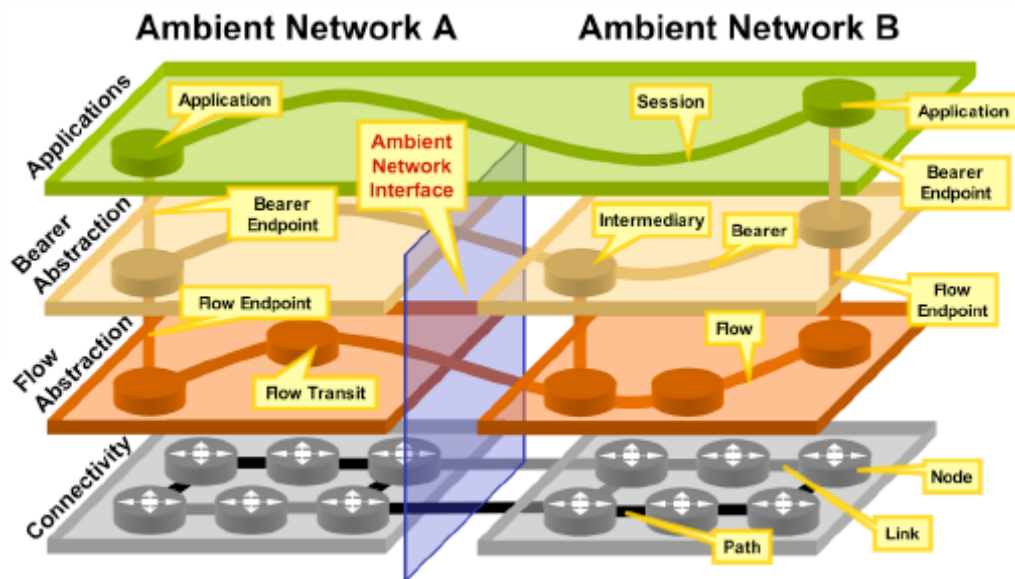 Ambient Network A
Ambient Network B
Applications
Application
Session
Application
Ambient
Network
Interface
Bearer
Endpoint
Bearer
Abstraction
Bearer
Endpoint
Intermediary
Bearer
Flow
Abstraction
Flow Endpoint
Flow
Endpoint
Flow
Flow Transit
Connectivity
Node
Link
Path